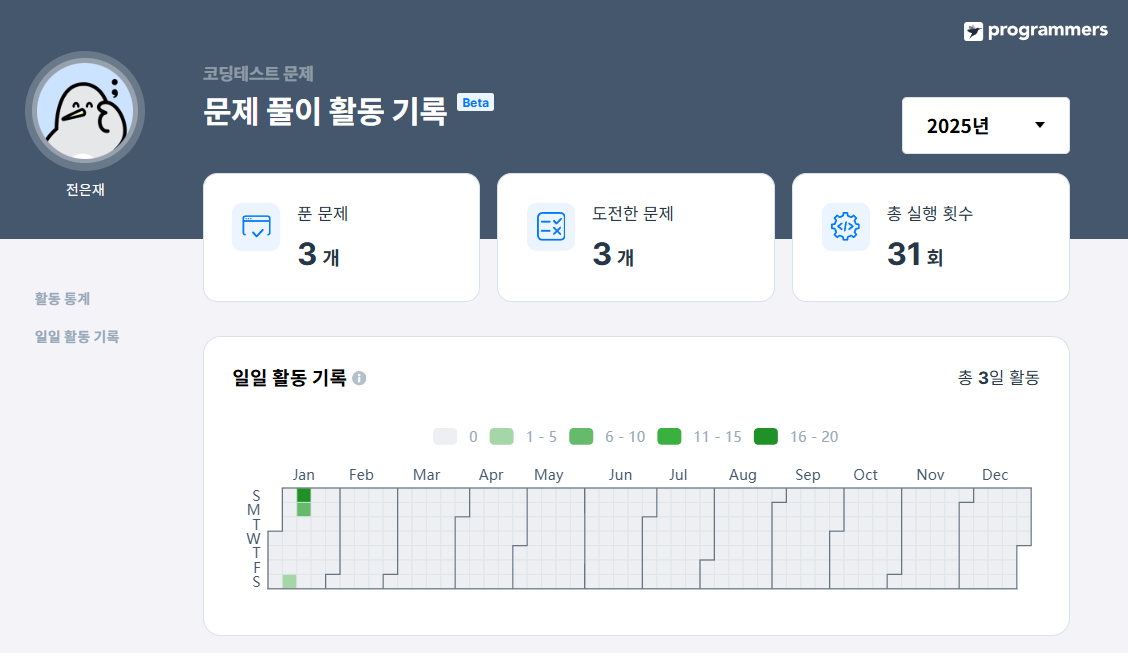 programmers
코딩테스트 문제
문제 풀이 활동 기록 Beta
2025년
전은재
푼 문제
3 개
도전한 문제
3 개
총 실행 횟수
31 회
활동 통계
일일 활동 기록
일일 활동 기록
총 3일 활동
0 1 - 5 6 - 10 11 - 15 16 - 20
Jan Feb Mar Apr May Jun Jul Aug Sep Oct Nov Dec
S
M
T
W
T
F
S